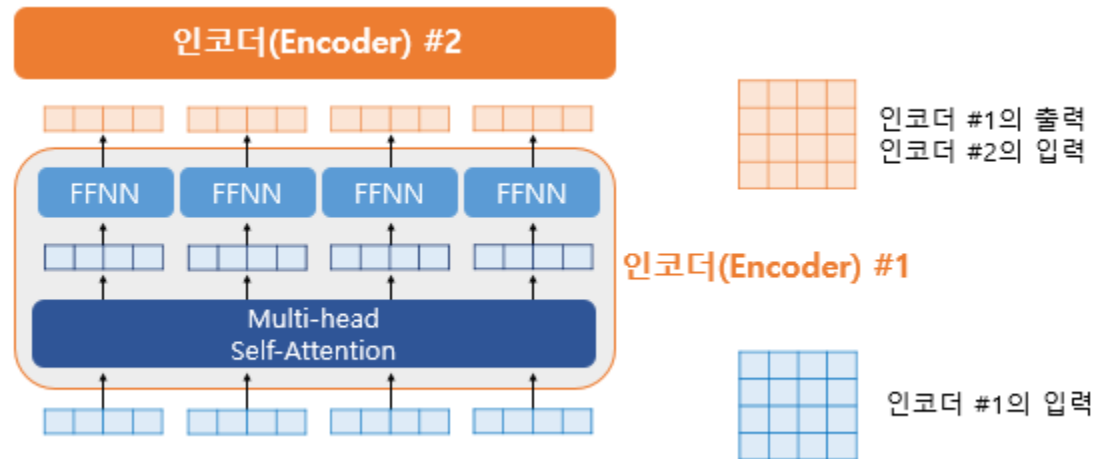 인코더(Encoder) #2
인코더 #1의 출력
인코더 #2의 입력
FFNN
FFNN
FFNN
FFNN
인코더(Encoder) #1
Multi-head
Self-Attention
인코더 #1의 입력